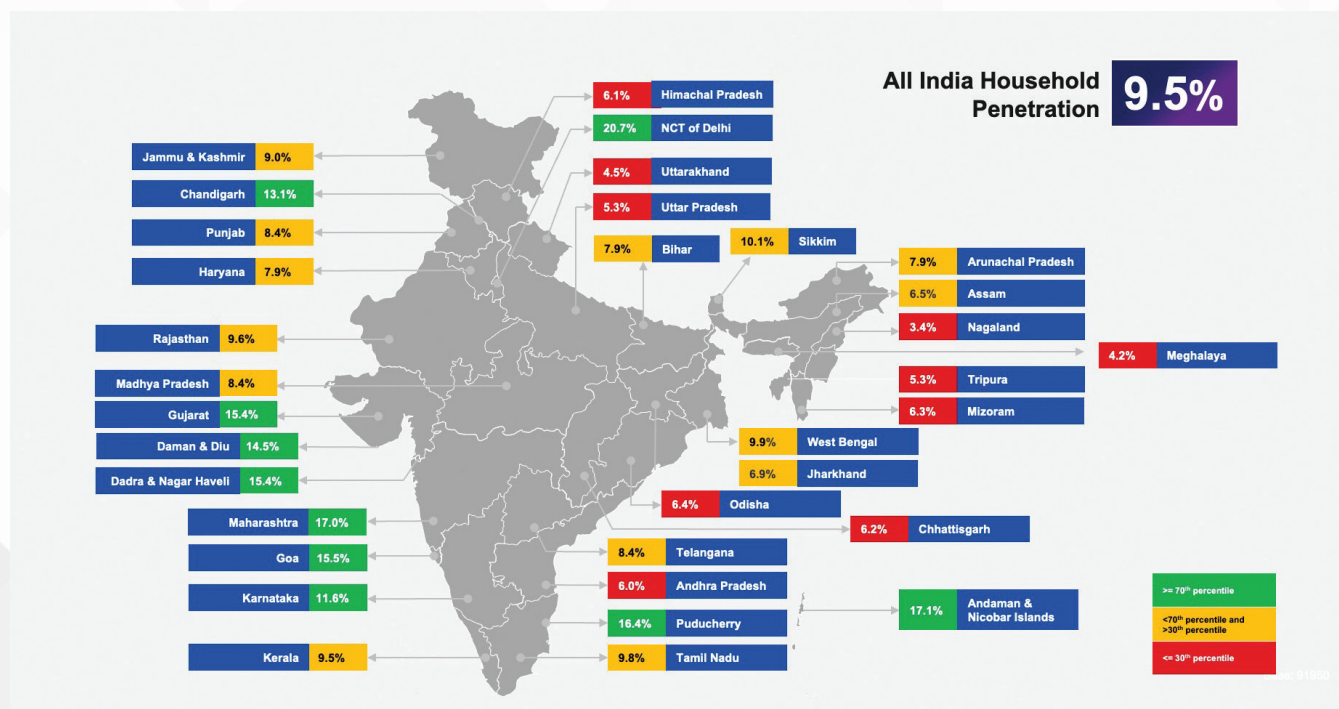 All India Household
Penetration
9.5%
6.1% Himachal Pradesh
20.7% NCT of Delhi
4.5% Uttarakhand
5.3% Uttar Pradesh
7.9% Bihar
10.1% Sikkim
Jammu & Kashmir 9.0%
Chandigarh 13.1%
Punjab 8.4%
Haryana 7.9%
Rajasthan 9.6%
Madhya Pradesh 8.4%
Gujarat 15.4%
Daman & Diu 14.5%
Dadra & Nagar Haveli 15.4%
Maharashtra 17.0%
Goa 15.5%
Karnataka 11.6%
Kerala 9.5%
7.9% Arunachal Pradesh
6.5% Assam
3.4% Nagaland
4.2% Meghalaya
5.3% Tripura
6.3% Mizoram
9.9% West Bengal
6.9% Jharkhand
6.4% Odisha
6.2% Chhattisgarh
8.4% Telangana
6.0% Andhra Pradesh
16.4% Puducherry
9.8% Tamil Nadu
17.1% Andaman &
Nicobar Islands
>= 70th percentile
<70th percentile and
>30th percentile
<= 30th percentile